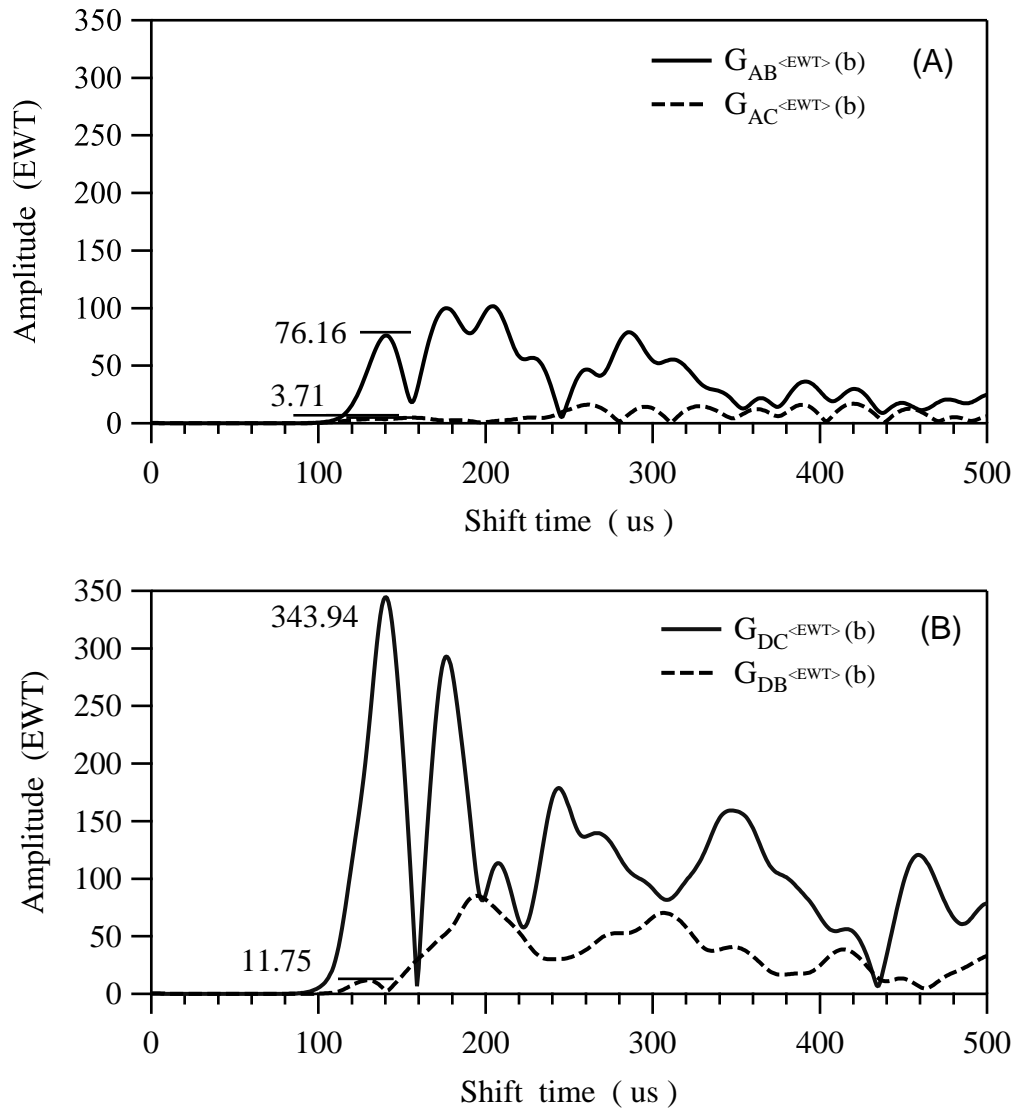 350
300
250
200
150
100
50
0
Amplitude (EWT)
G_AB<EWT>(b)
G_AC<EWT>(b)
(A)
76.16
3.71
0 100 200 300 400 500
Shift time ( us )
350
300
250
200
150
100
50
0
Amplitude (EWT)
343.94
G_DC<EWT>(b)
G_DB<EWT>(b)
(B)
11.75
0 100 200 300 400 500
Shift time ( us )